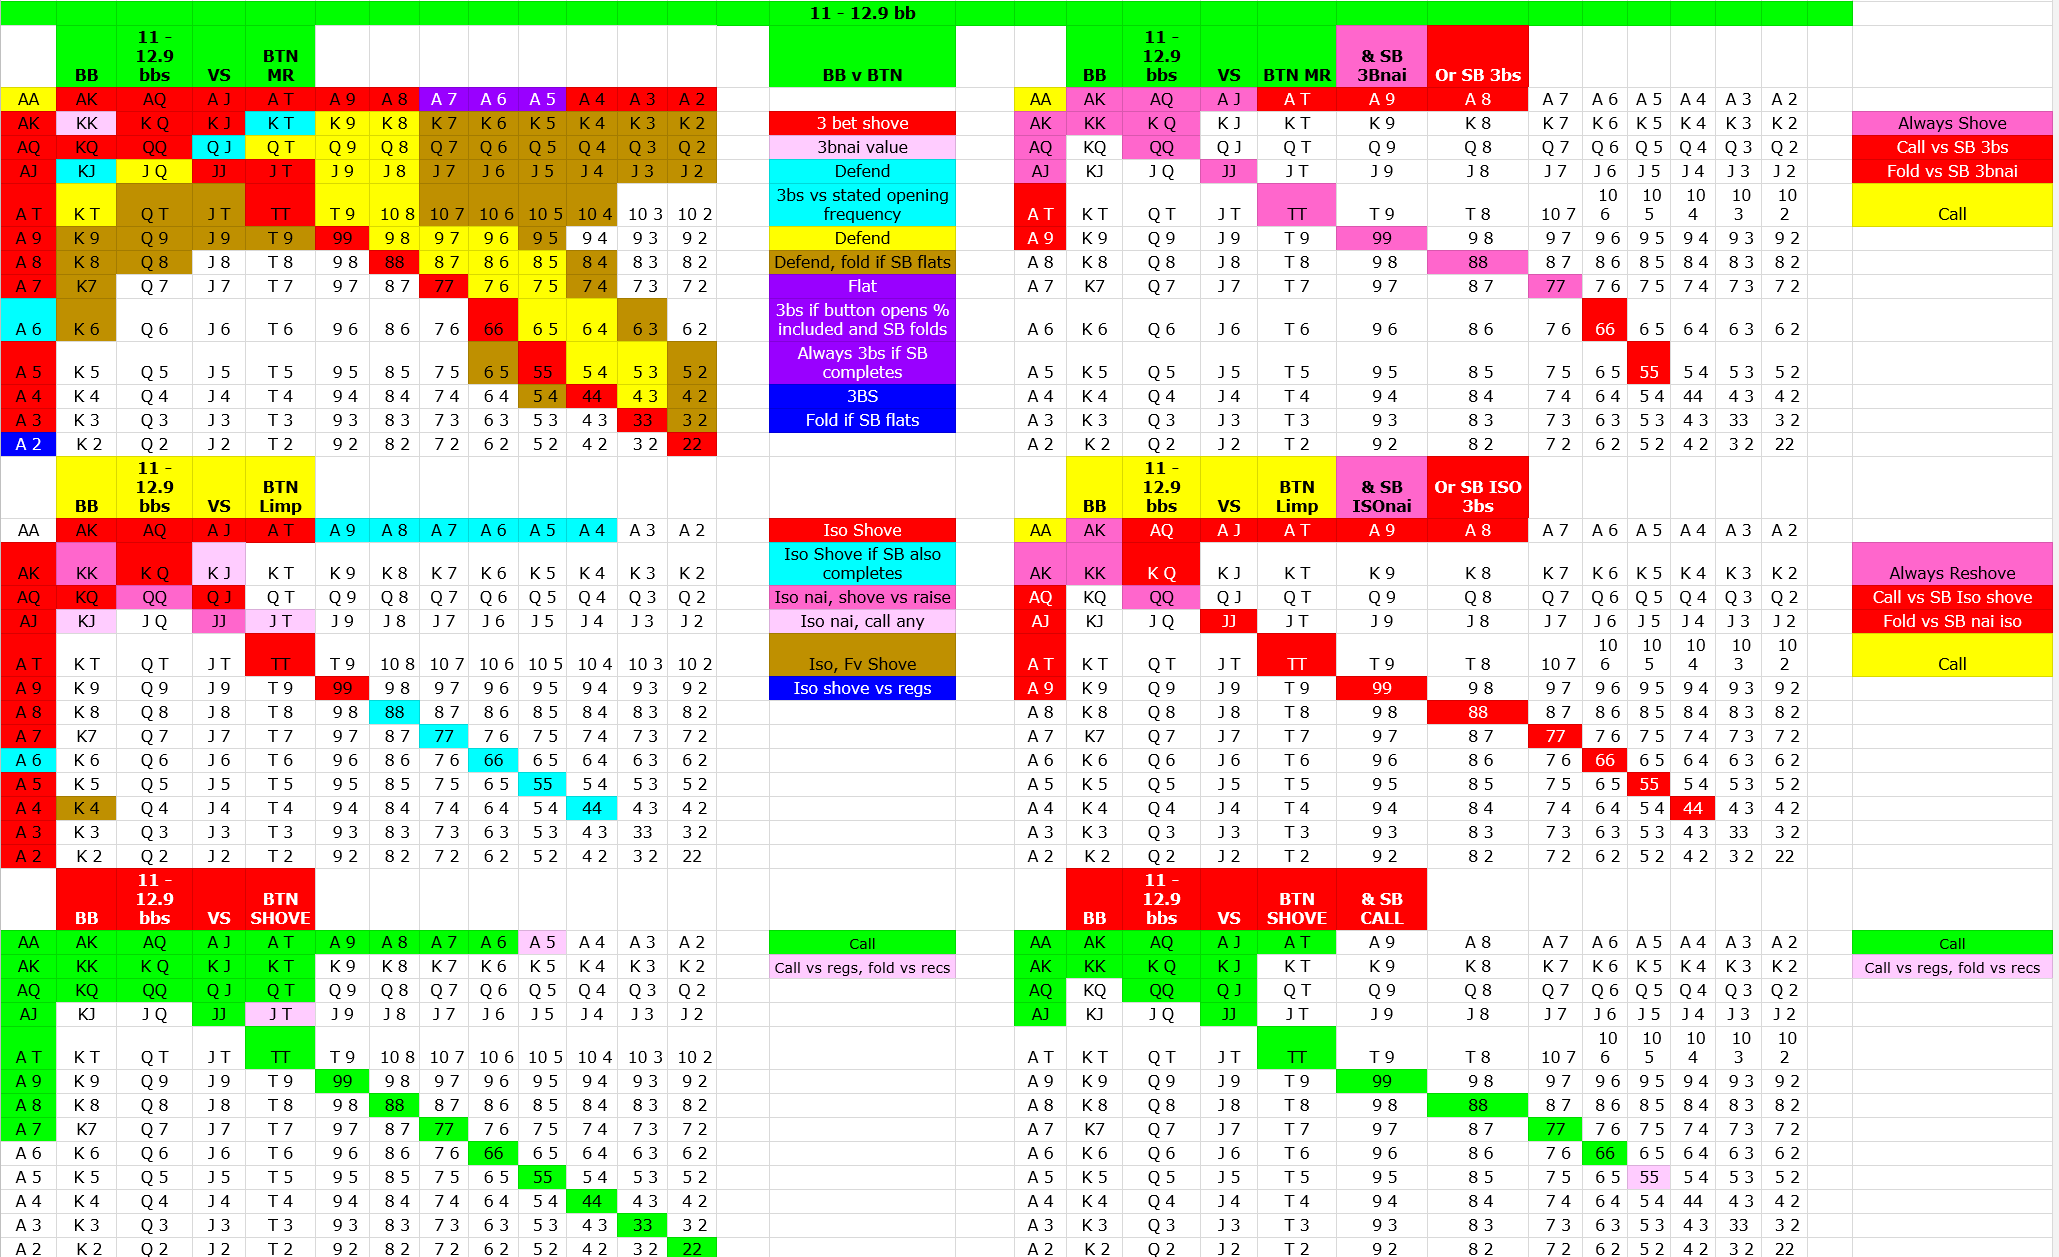 11 - 12.9 bb
BB 11 - 12.9 bbs VS BTN MR BB v BTN BB 11 - 12.9 bbs VS BTN MR & SB 3Bnai Or SB 3bs
AA AK AQ A J A T A 9 A 8 A 7 A 6 A 5 A 4 A 3 A 2 AA AK AQ A J A T A 9 A 8 A 7 A 6 A 5 A 4 A 3 A 2
AK KK K Q K J K T K 9 K 8 K 7 K 6 K 5 K 4 K 3 K 2 3 bet shove AK KK K Q K J K T K 9 K 8 K 7 K 6 K 5 K 4 K 3 K 2 Always Shove
AQ KQ QQ Q J Q T Q 9 Q 8 Q 7 Q 6 Q 5 Q 4 Q 3 Q 2 3bnai value AQ KQ QQ Q J Q T Q 9 Q 8 Q 7 Q 6 Q 5 Q 4 Q 3 Q 2 Call vs SB 3bs
AJ KJ J Q JJ J T J 9 J 8 J 7 J 6 J 5 J 4 J 3 J 2 Defend AJ KJ J Q JJ J T J 9 J 8 J 7 J 6 J 5 J 4 J 3 J 2 Fold vs SB 3bnai
A T K T Q T J T TT T 9 10 8 10 7 10 6 10 5 10 4 10 3 10 2 3bs vs stated opening frequency A T K T Q T J T TT T 9 T 8 10 7 10 6 10 5 10 4 10 3 10 2 Call
A 9 K 9 Q 9 J 9 T 9 99 9 8 9 7 9 6 9 5 9 4 9 3 9 2 Defend A 9 K 9 Q 9 J 9 T 9 99 9 8 9 7 9 6 9 5 9 4 9 3 9 2
A 8 K 8 Q 8 J 8 T 8 9 8 88 8 7 8 6 8 5 8 4 8 3 8 2 Defend, fold if SB flats A 8 K 8 Q 8 J 8 T 8 9 8 88 8 7 8 6 8 5 8 4 8 3 8 2
A 7 K7 Q 7 J 7 T 7 9 7 8 7 77 7 6 7 5 7 4 7 3 7 2 Flat A 7 K7 Q 7 J 7 T 7 9 7 8 7 77 7 6 7 5 7 4 7 3 7 2
A 6 K 6 Q 6 J 6 T 6 9 6 8 6 7 6 66 6 5 6 4 6 3 6 2 3bs if button opens % included and SB folds A 6 K 6 Q 6 J 6 T 6 9 6 8 6 7 6 66 6 5 6 4 6 3 6 2
A 5 K 5 Q 5 J 5 T 5 9 5 8 5 7 5 6 5 55 5 4 5 3 5 2 Always 3bs if SB completes A 5 K 5 Q 5 J 5 T 5 9 5 8 5 7 5 6 5 55 5 4 5 3 5 2
A 4 K 4 Q 4 J 4 T 4 9 4 8 4 7 4 6 4 5 4 44 4 3 4 2 3BS A 4 K 4 Q 4 J 4 T 4 9 4 8 4 7 4 6 4 5 4 44 4 3 4 2
A 3 K 3 Q 3 J 3 T 3 9 3 8 3 7 3 6 3 5 3 4 3 33 3 2 Fold if SB flats A 3 K 3 Q 3 J 3 T 3 9 3 8 3 7 3 6 3 5 3 4 3 33 3 2
A 2 K 2 Q 2 J 2 T 2 9 2 8 2 7 2 6 2 5 2 4 2 3 2 22 A 2 K 2 Q 2 J 2 T 2 9 2 8 2 7 2 6 2 5 2 4 2 3 2 22
BB 11 - 12.9 bbs VS BTN Limp BB 11 - 12.9 bbs VS BTN Limp & SB ISOnai Or SB ISO 3bs
AA AK AQ A J A T A 9 A 8 A 7 A 6 A 5 A 4 A 3 A 2 Iso Shove AA AK AQ A J A T A 9 A 8 A 7 A 6 A 5 A 4 A 3 A 2
AK KK K Q K J K T K 9 K 8 K 7 K 6 K 5 K 4 K 3 K 2 Iso Shove if SB also completes AK KK K Q K J K T K 9 K 8 K 7 K 6 K 5 K 4 K 3 K 2 Always Reshove
AQ KQ QQ Q J Q T Q 9 Q 8 Q 7 Q 6 Q 5 Q 4 Q 3 Q 2 Iso nai, shove vs raise AQ KQ QQ Q J Q T Q 9 Q 8 Q 7 Q 6 Q 5 Q 4 Q 3 Q 2 Call vs SB Iso shove
AJ KJ J Q JJ J T J 9 J 8 J 7 J 6 J 5 J 4 J 3 J 2 Iso nai, call any AJ KJ J Q JJ J T J 9 J 8 J 7 J 6 J 5 J 4 J 3 J 2 Fold vs SB nai iso
A T K T Q T J T TT T 9 10 8 10 7 10 6 10 5 10 4 10 3 10 2 Iso, Fv Shove A T K T Q T J T TT T 9 T 8 10 7 10 6 10 5 10 4 10 3 10 2 Call
A 9 K 9 Q 9 J 9 T 9 99 9 8 9 7 9 6 9 5 9 4 9 3 9 2 Iso shove vs regs A 9 K 9 Q 9 J 9 T 9 99 9 8 9 7 9 6 9 5 9 4 9 3 9 2
A 8 K 8 Q 8 J 8 T 8 9 8 88 8 7 8 6 8 5 8 4 8 3 8 2 A 8 K 8 Q 8 J 8 T 8 9 8 88 8 7 8 6 8 5 8 4 8 3 8 2
A 7 K7 Q 7 J 7 T 7 9 7 8 7 77 7 6 7 5 7 4 7 3 7 2 A 7 K7 Q 7 J 7 T 7 9 7 8 7 77 7 6 7 5 7 4 7 3 7 2
A 6 K 6 Q 6 J 6 T 6 9 6 8 6 7 6 66 6 5 6 4 6 3 6 2 A 6 K 6 Q 6 J 6 T 6 9 6 8 6 7 6 66 6 5 6 4 6 3 6 2
A 5 K 5 Q 5 J 5 T 5 9 5 8 5 7 5 6 5 55 5 4 5 3 5 2 A 5 K 5 Q 5 J 5 T 5 9 5 8 5 7 5 6 5 55 5 4 5 3 5 2
A 4 K 4 Q 4 J 4 T 4 9 4 8 4 7 4 6 4 5 4 44 4 3 4 2 A 4 K 4 Q 4 J 4 T 4 9 4 8 4 7 4 6 4 5 4 44 4 3 4 2
A 3 K 3 Q 3 J 3 T 3 9 3 8 3 7 3 6 3 5 3 4 3 33 3 2 A 3 K 3 Q 3 J 3 T 3 9 3 8 3 7 3 6 3 5 3 4 3 33 3 2
A 2 K 2 Q 2 J 2 T 2 9 2 8 2 7 2 6 2 5 2 4 2 3 2 22 A 2 K 2 Q 2 J 2 T 2 9 2 8 2 7 2 6 2 5 2 4 2 3 2 22
BB 11 - 12.9 bbs VS BTN SHOVE BB 11 - 12.9 bbs VS BTN SHOVE & SB CALL
AA AK AQ A J A T A 9 A 8 A 7 A 6 A 5 A 4 A 3 A 2 Call AA AK AQ A J A T A 9 A 8 A 7 A 6 A 5 A 4 A 3 A 2 Call
AK KK K Q K J K T K 9 K 8 K 7 K 6 K 5 K 4 K 3 K 2 Call vs regs, fold vs recs AK KK K Q K J K T K 9 K 8 K 7 K 6 K 5 K 4 K 3 K 2 Call vs regs, fold vs recs
AQ KQ QQ Q J Q T Q 9 Q 8 Q 7 Q 6 Q 5 Q 4 Q 3 Q 2 AQ KQ QQ Q J Q T Q 9 Q 8 Q 7 Q 6 Q 5 Q 4 Q 3 Q 2
AJ KJ J Q JJ J T J 9 J 8 J 7 J 6 J 5 J 4 J 3 J 2 AJ KJ J Q JJ J T J 9 J 8 J 7 J 6 J 5 J 4 J 3 J 2
A T K T Q T J T TT T 9 10 8 10 7 10 6 10 5 10 4 10 3 10 2 A T K T Q T J T TT T 9 T 8 10 7 10 6 10 5 10 4 10 3 10 2
A 9 K 9 Q 9 J 9 T 9 99 9 8 9 7 9 6 9 5 9 4 9 3 9 2 A 9 K 9 Q 9 J 9 T 9 99 9 8 9 7 9 6 9 5 9 4 9 3 9 2
A 8 K 8 Q 8 J 8 T 8 9 8 88 8 7 8 6 8 5 8 4 8 3 8 2 A 8 K 8 Q 8 J 8 T 8 9 8 88 8 7 8 6 8 5 8 4 8 3 8 2
A 7 K7 Q 7 J 7 T 7 9 7 8 7 77 7 6 7 5 7 4 7 3 7 2 A 7 K7 Q 7 J 7 T 7 9 7 8 7 77 7 6 7 5 7 4 7 3 7 2
A 6 K 6 Q 6 J 6 T 6 9 6 8 6 7 6 66 6 5 6 4 6 3 6 2 A 6 K 6 Q 6 J 6 T 6 9 6 8 6 7 6 66 6 5 6 4 6 3 6 2
A 5 K 5 Q 5 J 5 T 5 9 5 8 5 7 5 6 5 55 5 4 5 3 5 2 A 5 K 5 Q 5 J 5 T 5 9 5 8 5 7 5 6 5 55 5 4 5 3 5 2
A 4 K 4 Q 4 J 4 T 4 9 4 8 4 7 4 6 4 5 4 44 4 3 4 2 A 4 K 4 Q 4 J 4 T 4 9 4 8 4 7 4 6 4 5 4 44 4 3 4 2
A 3 K 3 Q 3 J 3 T 3 9 3 8 3 7 3 6 3 5 3 4 3 33 3 2 A 3 K 3 Q 3 J 3 T 3 9 3 8 3 7 3 6 3 5 3 4 3 33 3 2
A 2 K 2 Q 2 J 2 T 2 9 2 8 2 7 2 6 2 5 2 4 2 3 2 22 A 2 K 2 Q 2 J 2 T 2 9 2 8 2 7 2 6 2 5 2 4 2 3 2 22